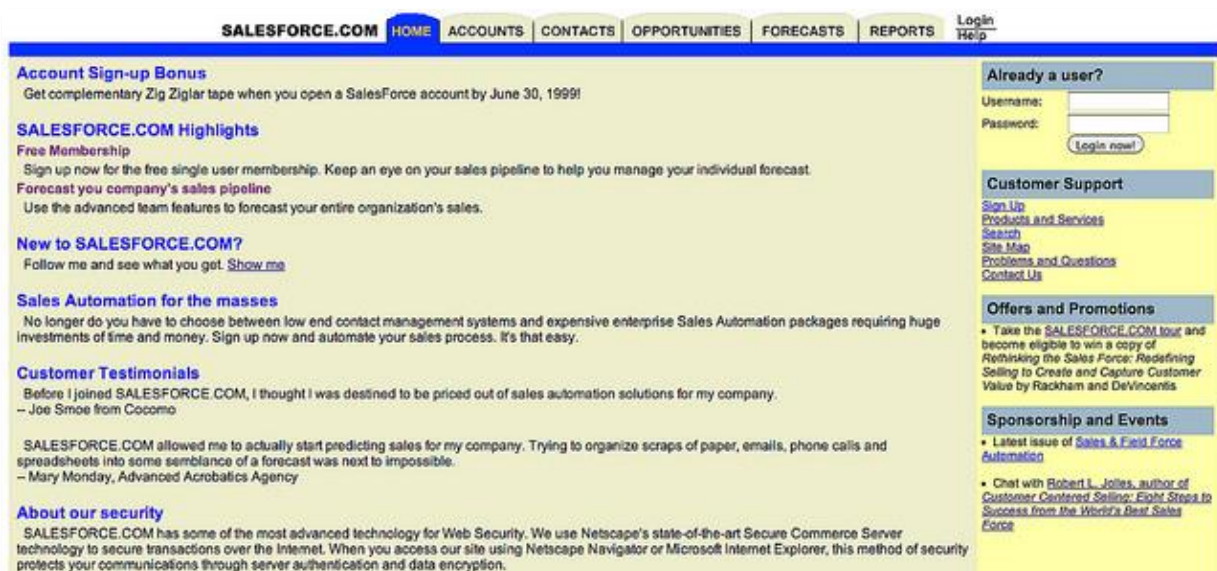 SALESFORCE.COM HOME ACCOUNTS CONTACTS OPPORTUNITIES FORECASTS REPORTS Login
Help
Account Sign-up Bonus
Get complementary Zig Ziglar tape when you open a SalesForce account by June 30, 1999!
SALESFORCE.COM Highlights
Free Membership
Sign up now for the free single user membership. Keep an eye on your sales pipeline to help you manage your individual forecast.
Forecast you company's sales pipeline
Use the advanced team features to forecast your entire organization's sales.
New to SALESFORCE.COM?
Follow me and see what you get. Show me
Sales Automation for the masses
No longer do you have to choose between low end contact management systems and expensive enterprise Sales Automation packages requiring huge
investments of time and money. Sign up now and automate your sales process. It's that easy.
Customer Testimonials
Before I joined SALESFORCE.COM, I thought I was destined to be priced out of sales automation solutions for my company.
-- Joe Smoe from Cocomo
SALESFORCE.COM allowed me to actually start predicting sales for my company. Trying to organize scraps of paper, emails, phone calls and
spreadsheets into some semblance of a forecast was next to impossible.
-- Mary Monday, Advanced Acrobatics Agency
About our security
SALESFORCE.COM has some of the most advanced technology for Web Security. We use Netscape's state-of-the-art Secure Commerce Server
technology to secure transactions over the Internet. When you access our site using Netscape Navigator or Microsoft Internet Explorer, this method of security
protects your communications through server authentication and data encryption.
Already a user?
Username:
Password:
Login now!
Customer Support
Sign Up
Products and Services
Search
Site Map
Problems and Questions
Contact Us
Offers and Promotions
• Take the SALESFORCE.COM tour and
become eligible to win a copy of
Rethinking the Sales Force: Redefining
Selling to Create and Capture Customer
Value by Rackham and DeVincentis
Sponsorship and Events
• Latest issue of Sales & Field Force
Automation
• Chat with Robert L. Jolles, author of
Customer Centered Selling: Eight Steps to
Success from the World's Best Sales
Force